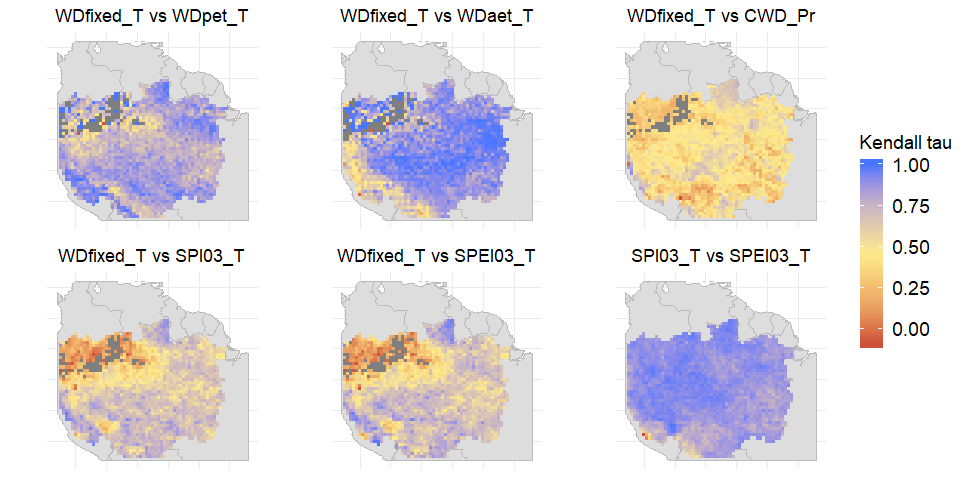 WDfixed_T vs WDpet_T
WDfixed_T vs WDaet_T
WDfixed_T vs CWD_Pr
WDfixed_T vs SPI03_T
WDfixed_T vs SPEI03_T
SPI03_T vs SPEI03_T
Kendall tau
1.00
0.75
0.50
0.25
0.00